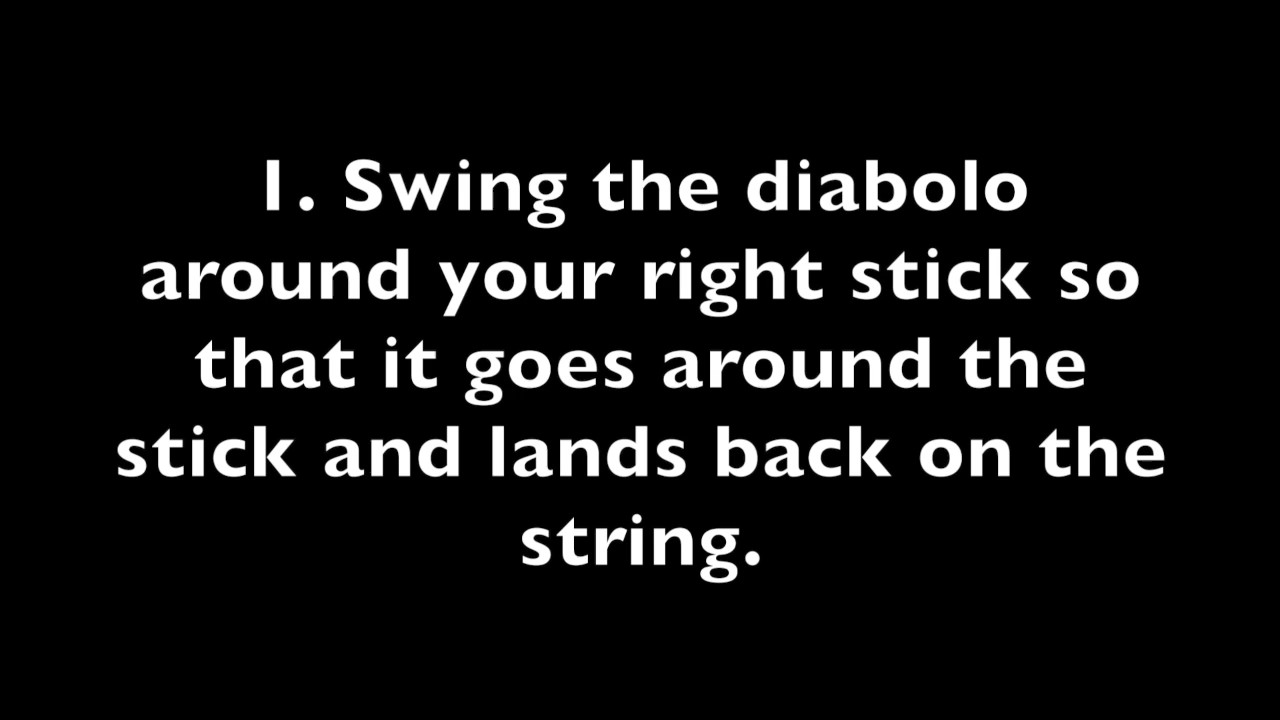 1. Swing the diabolo
around your right stick so
that it goes around the
stick and lands back on the
string.